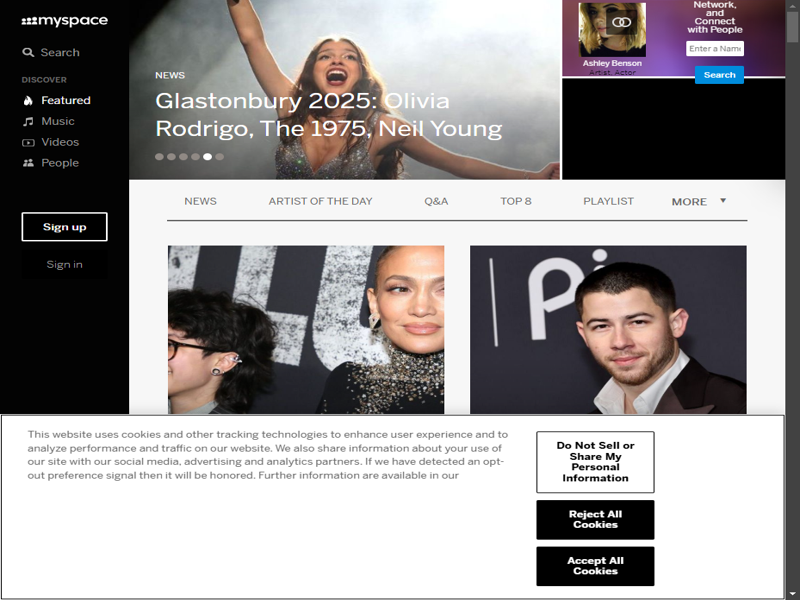 myspace
Search
DISCOVER
Featured
Music
Videos
People
Sign up
Sign in
NEWS
Glastonbury 2025: Olivia
Rodrigo, The 1975, Neil Young
Ashley Benson
Artist, Actor
Network,
and
Connect
with People
Enter a Name
Search
NEWS
ARTIST OF THE DAY
Q&A
TOP 8
PLAYLIST
MORE
This website uses cookies and other tracking technologies to enhance user experience and to
analyze performance and traffic on our website. We also share information about your use of
our site with our social media, advertising and analytics partners. If we have detected an opt-
out preference signal then it will be honored. Further information are available in our
Do Not Sell or
Share My
Personal
Information
Reject All
Cookies
Accept All
Cookies